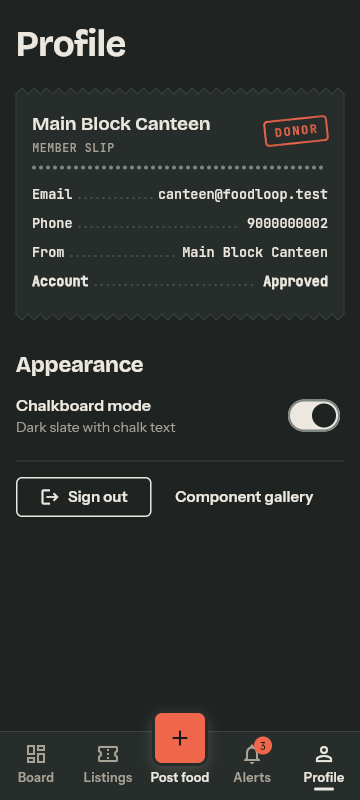 Profile
Main Block Canteen
DONOR
MEMBER SLIP
Email canteen@foodloop.test
Phone 9000000002
From Main Block Canteen
Account Approved
Appearance
Chalkboard mode
Dark slate with chalk text
Sign out Component gallery
3
Board Listings Post food Alerts Profile